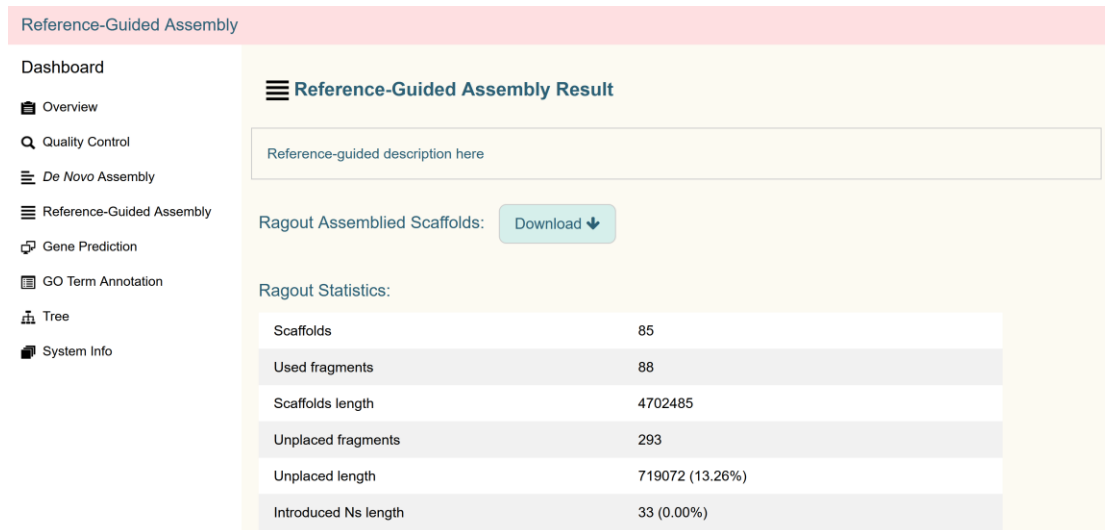 Reference-Guided Assembly
Dashboard
Overview
Quality Control
De Novo Assembly
Reference-Guided Assembly
Gene Prediction
GO Term Annotation
Tree
System Info
Reference-Guided Assembly Result
Reference-guided description here
Ragout Assemblied Scaffolds: Download
Ragout Statistics:
Scaffolds 85
Used fragments 88
Scaffolds length 4702485
Unplaced fragments 293
Unplaced length 719072 (13.26%)
Introduced Ns length 33 (0.00%)